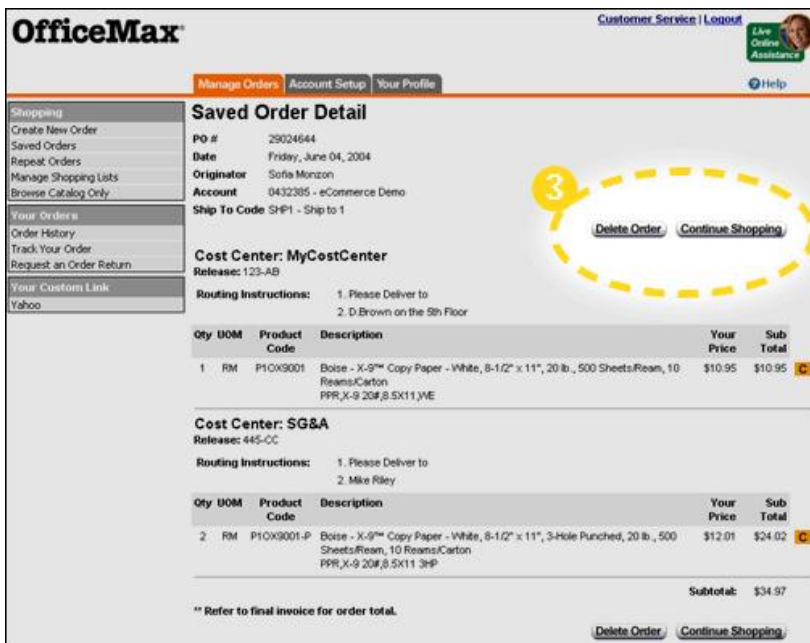 OfficeMax
Customer Service | Logout
Live
Online
Assistance
Manage Orders Account Setup Your Profile
Help
Shopping
Create New Order
Saved Orders
Repeat Orders
Manage Shopping Lists
Browse Catalog Only
Your Orders
Order History
Track Your Order
Request an Order Return
Your Custom Link
Yahoo
Saved Order Detail
PO # 29024644
Date Friday, June 04, 2004
Originator Sofia Monzon
Account 0432385 - eCommerce Demo
Ship To Code SHP1 - Ship to 1
3
Delete Order Continue Shopping
Cost Center: MyCostCenter
Release: 123-AB
Routing Instructions: 1. Please Deliver to
2. D.Brown on the 5th Floor
Qty UOM Product Code Description Your Price Sub Total
1 RM P1OX9001 Boise - X-9™ Copy Paper - White, 8-1/2" x 11", 20 lb., 500 Sheets/Ream, 10 $10.95 $10.95 C
Reams/Carton
PPR,X-9 20#,8.5X11,WE
Cost Center: SG&A
Release: 445-CC
Routing Instructions: 1. Please Deliver to
2. Mike Riley
Qty UOM Product Code Description Your Price Sub Total
2 RM P1OX9001-P Boise - X-9™ Copy Paper - White, 8-1/2" x 11", 3-Hole Punched, 20 lb., 500 $12.01 $24.02 C
Sheets/Ream, 10 Reams/Carton
PPR,X-9 20#,8.5X11 3HP
Subtotal: $34.97
** Refer to final invoice for order total.
Delete Order Continue Shopping